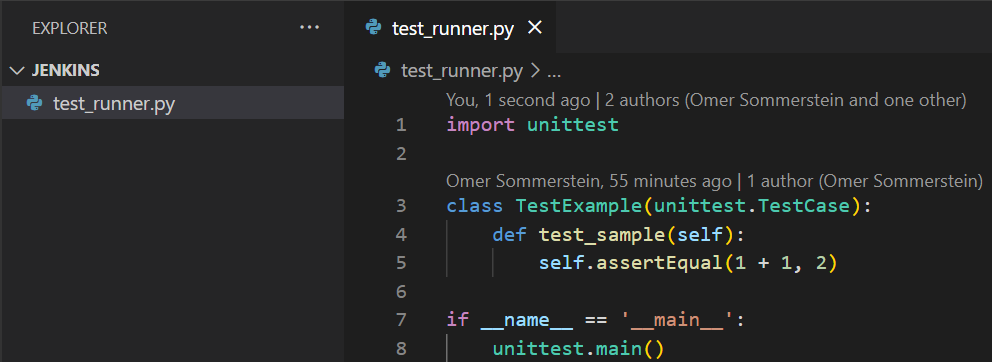 EXPLORER ...
JENKINS
test_runner.py
test_runner.py
test_runner.py > ...
You, 1 second ago | 2 authors (Omer Sommerstein and one other)
1 import unittest
2
Omer Sommerstein, 55 minutes ago | 1 author (Omer Sommerstein)
3 class TestExample(unittest.TestCase):
4     def test_sample(self):
5         self.assertEqual(1 + 1, 2)
6
7 if __name__ == '__main__':
8     unittest.main()